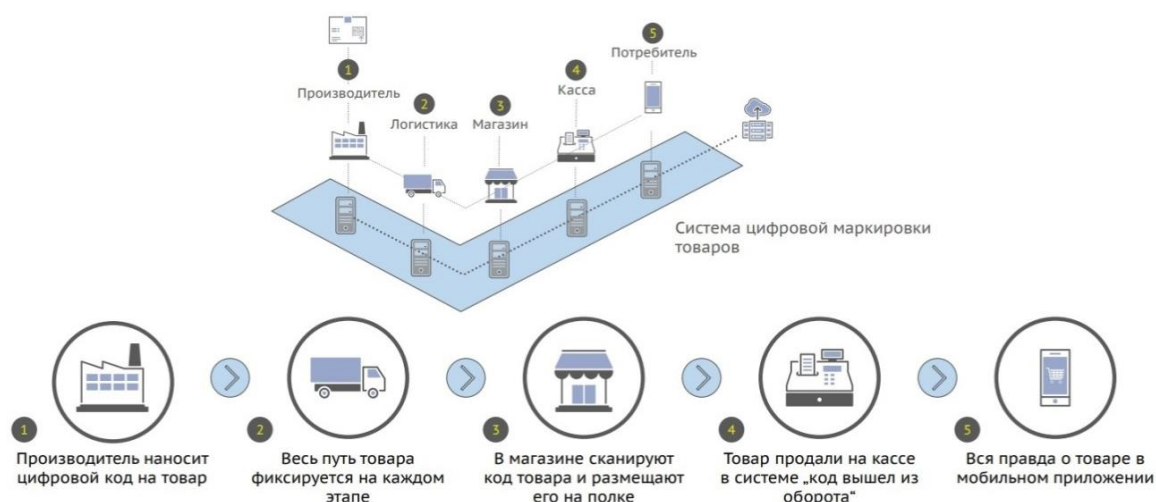 5
Потребитель
4
Касса
1
Производитель
2
Логистика
3
Магазин
Система цифровой маркировки
товаров
1
Производитель наносит
цифровой код на товар
2
Весь путь товара
фиксируется на каждом
этапе
3
В магазине сканируют
код товара и размещают
его на полке
4
Товар продали на кассе
в системе „код вышел из
оборота“
5
Вся правда о товаре в
мобильном приложении